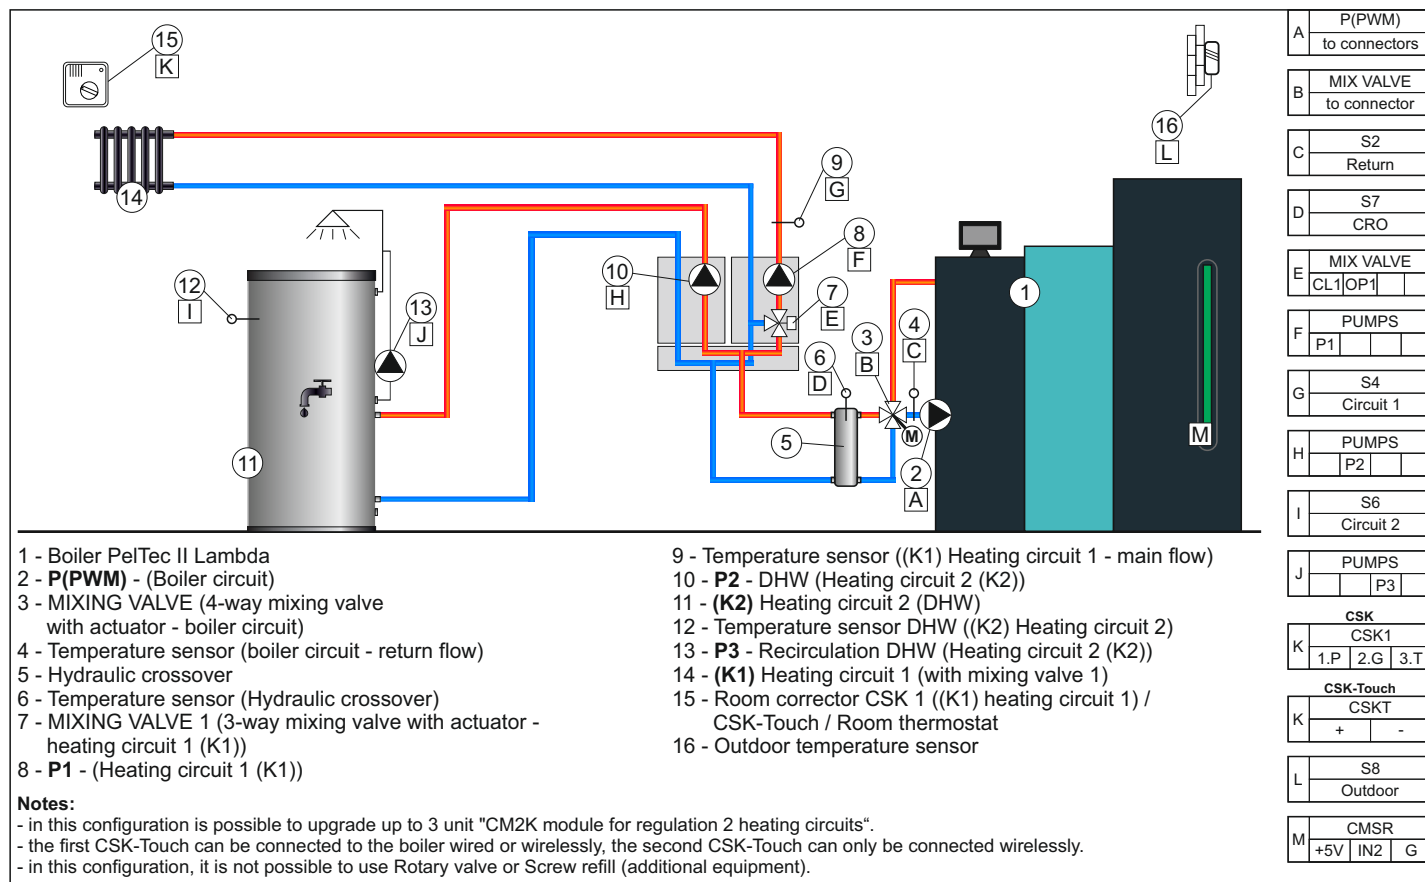 15
K
16
L
14
9
G
8
F
10
H
7
E
12
I
13
J
6
D
3
B
4
C
1
5
M
2
A
11
M
1 - Boiler PelTec II Lambda
2 - P(PWM) - (Boiler circuit)
3 - MIXING VALVE (4-way mixing valve
with actuator - boiler circuit)
4 - Temperature sensor (boiler circuit - return flow)
5 - Hydraulic crossover
6 - Temperature sensor (Hydraulic crossover)
7 - MIXING VALVE 1 (3-way mixing valve with actuator -
heating circuit 1 (K1))
8 - P1 - (Heating circuit 1 (K1))
9 - Temperature sensor ((K1) Heating circuit 1 - main flow)
10 - P2 - DHW (Heating circuit 2 (K2))
11 - (K2) Heating circuit 2 (DHW)
12 - Temperature sensor DHW ((K2) Heating circuit 2)
13 - P3 - Recirculation DHW (Heating circuit 2 (K2))
14 - (K1) Heating circuit 1 (with mixing valve 1)
15 - Room corrector CSK 1 ((K1) heating circuit 1) /
CSK-Touch / Room thermostat
16 - Outdoor temperature sensor
Notes:
- in this configuration is possible to upgrade up to 3 unit "CM2K module for regulation 2 heating circuits“.
- the first CSK-Touch can be connected to the boiler wired or wirelessly, the second CSK-Touch can only be connected wirelessly.
- in this configuration, it is not possible to use Rotary valve or Screw refill (additional equipment).
A P(PWM)
to connectors
B MIX VALVE
to connector
C S2
Return
D S7
CRO
E MIX VALVE
CL1 OP1
F PUMPS
P1
G S4
Circuit 1
H PUMPS
P2
I S6
Circuit 2
J PUMPS
P3
CSK
K CSK1
1.P 2.G 3.T
CSK-Touch
K CSKT
+ -
L S8
Outdoor
M CMSR
+5V IN2 G